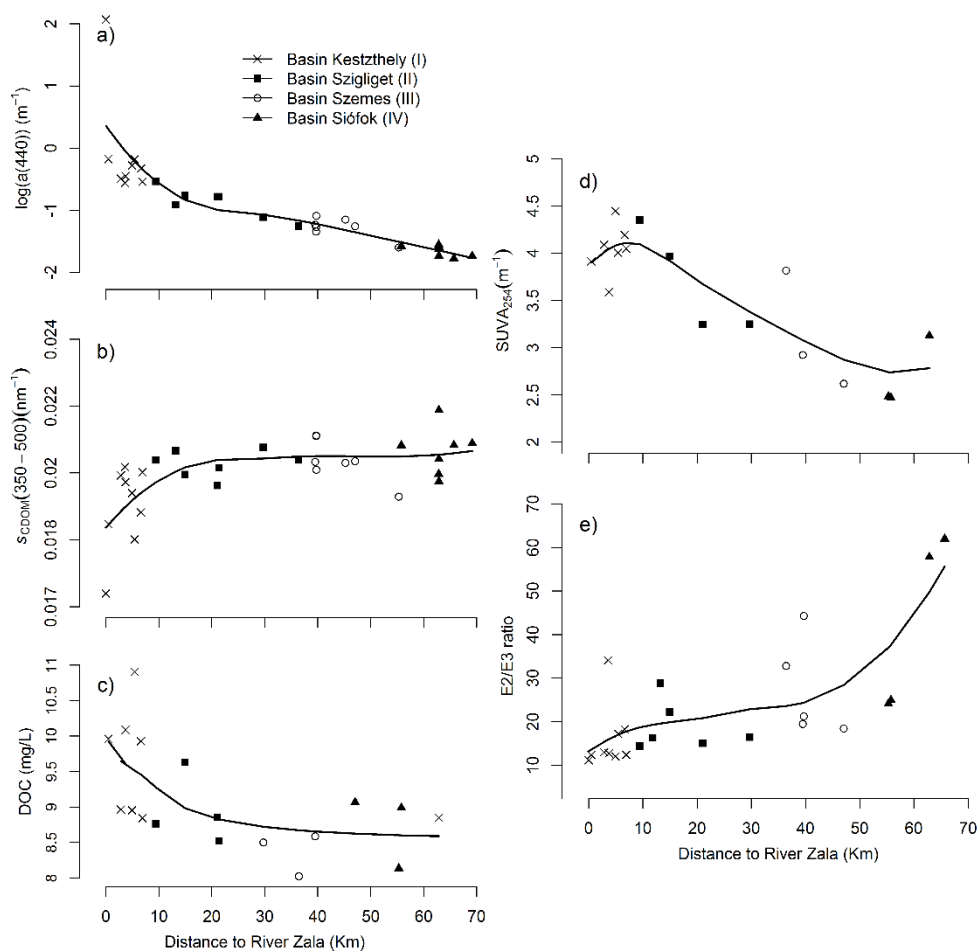 a)
log(a(440)) (m⁻¹)
2
1
0
-1
-2
Basin Kestzthely (I)
Basin Szigliget (II)
Basin Szemes (III)
Basin Siófok (IV)
b)
sCDOM(350−500)(nm⁻¹)
0.024
0.022
0.02
0.018
0.017
c)
DOC (mg/L)
11
10.5
10
9.5
9
8.5
8
0 10 20 30 40 50 60 70
Distance to River Zala (Km)
d)
SUVA254(m⁻¹)
5
4.5
4
3.5
3
2.5
2
e)
E2/E3 ratio
70
60
50
40
30
20
10
0 10 20 30 40 50 60 70
Distance to River Zala (Km)